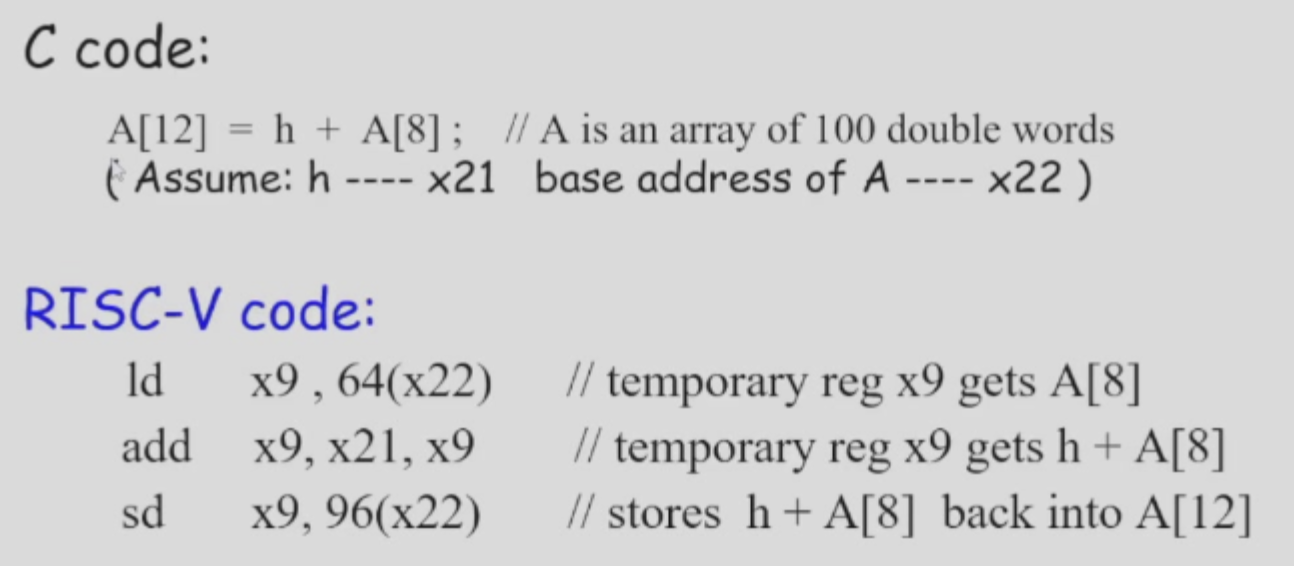 C code:
A[12] = h + A[8] ; // A is an array of 100 double words
( Assume: h ---- x21 base address of A ---- x22 )
RISC-V code:
ld x9 , 64(x22) // temporary reg x9 gets A[8]
add x9, x21, x9 // temporary reg x9 gets h + A[8]
sd x9, 96(x22) // stores h + A[8] back into A[12]